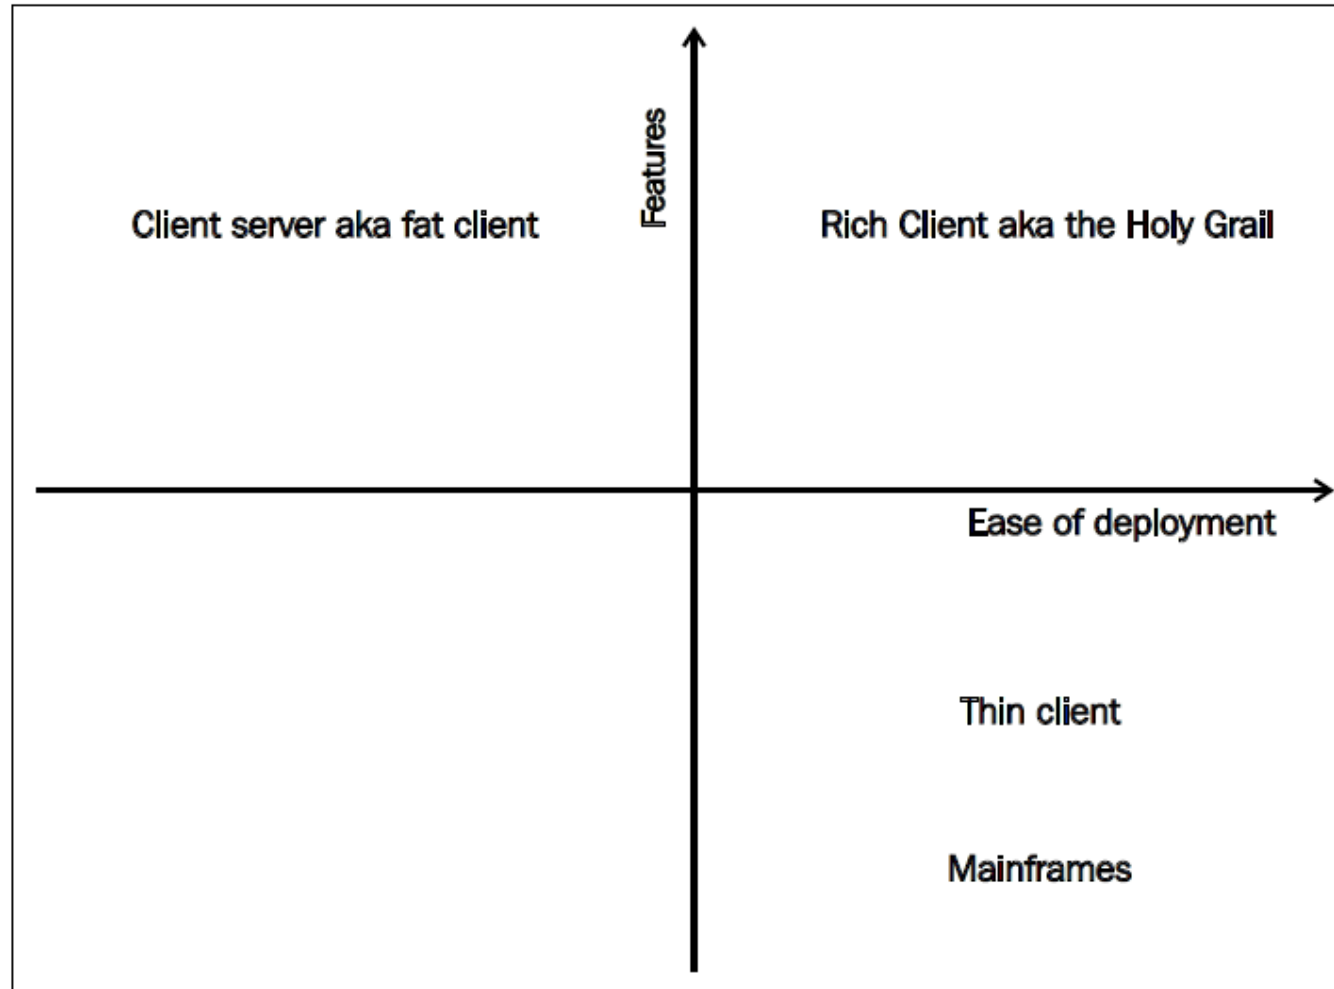 Features
Client server aka fat client
Rich Client aka the Holy Grail
Ease of deployment
Thin client
Mainframes